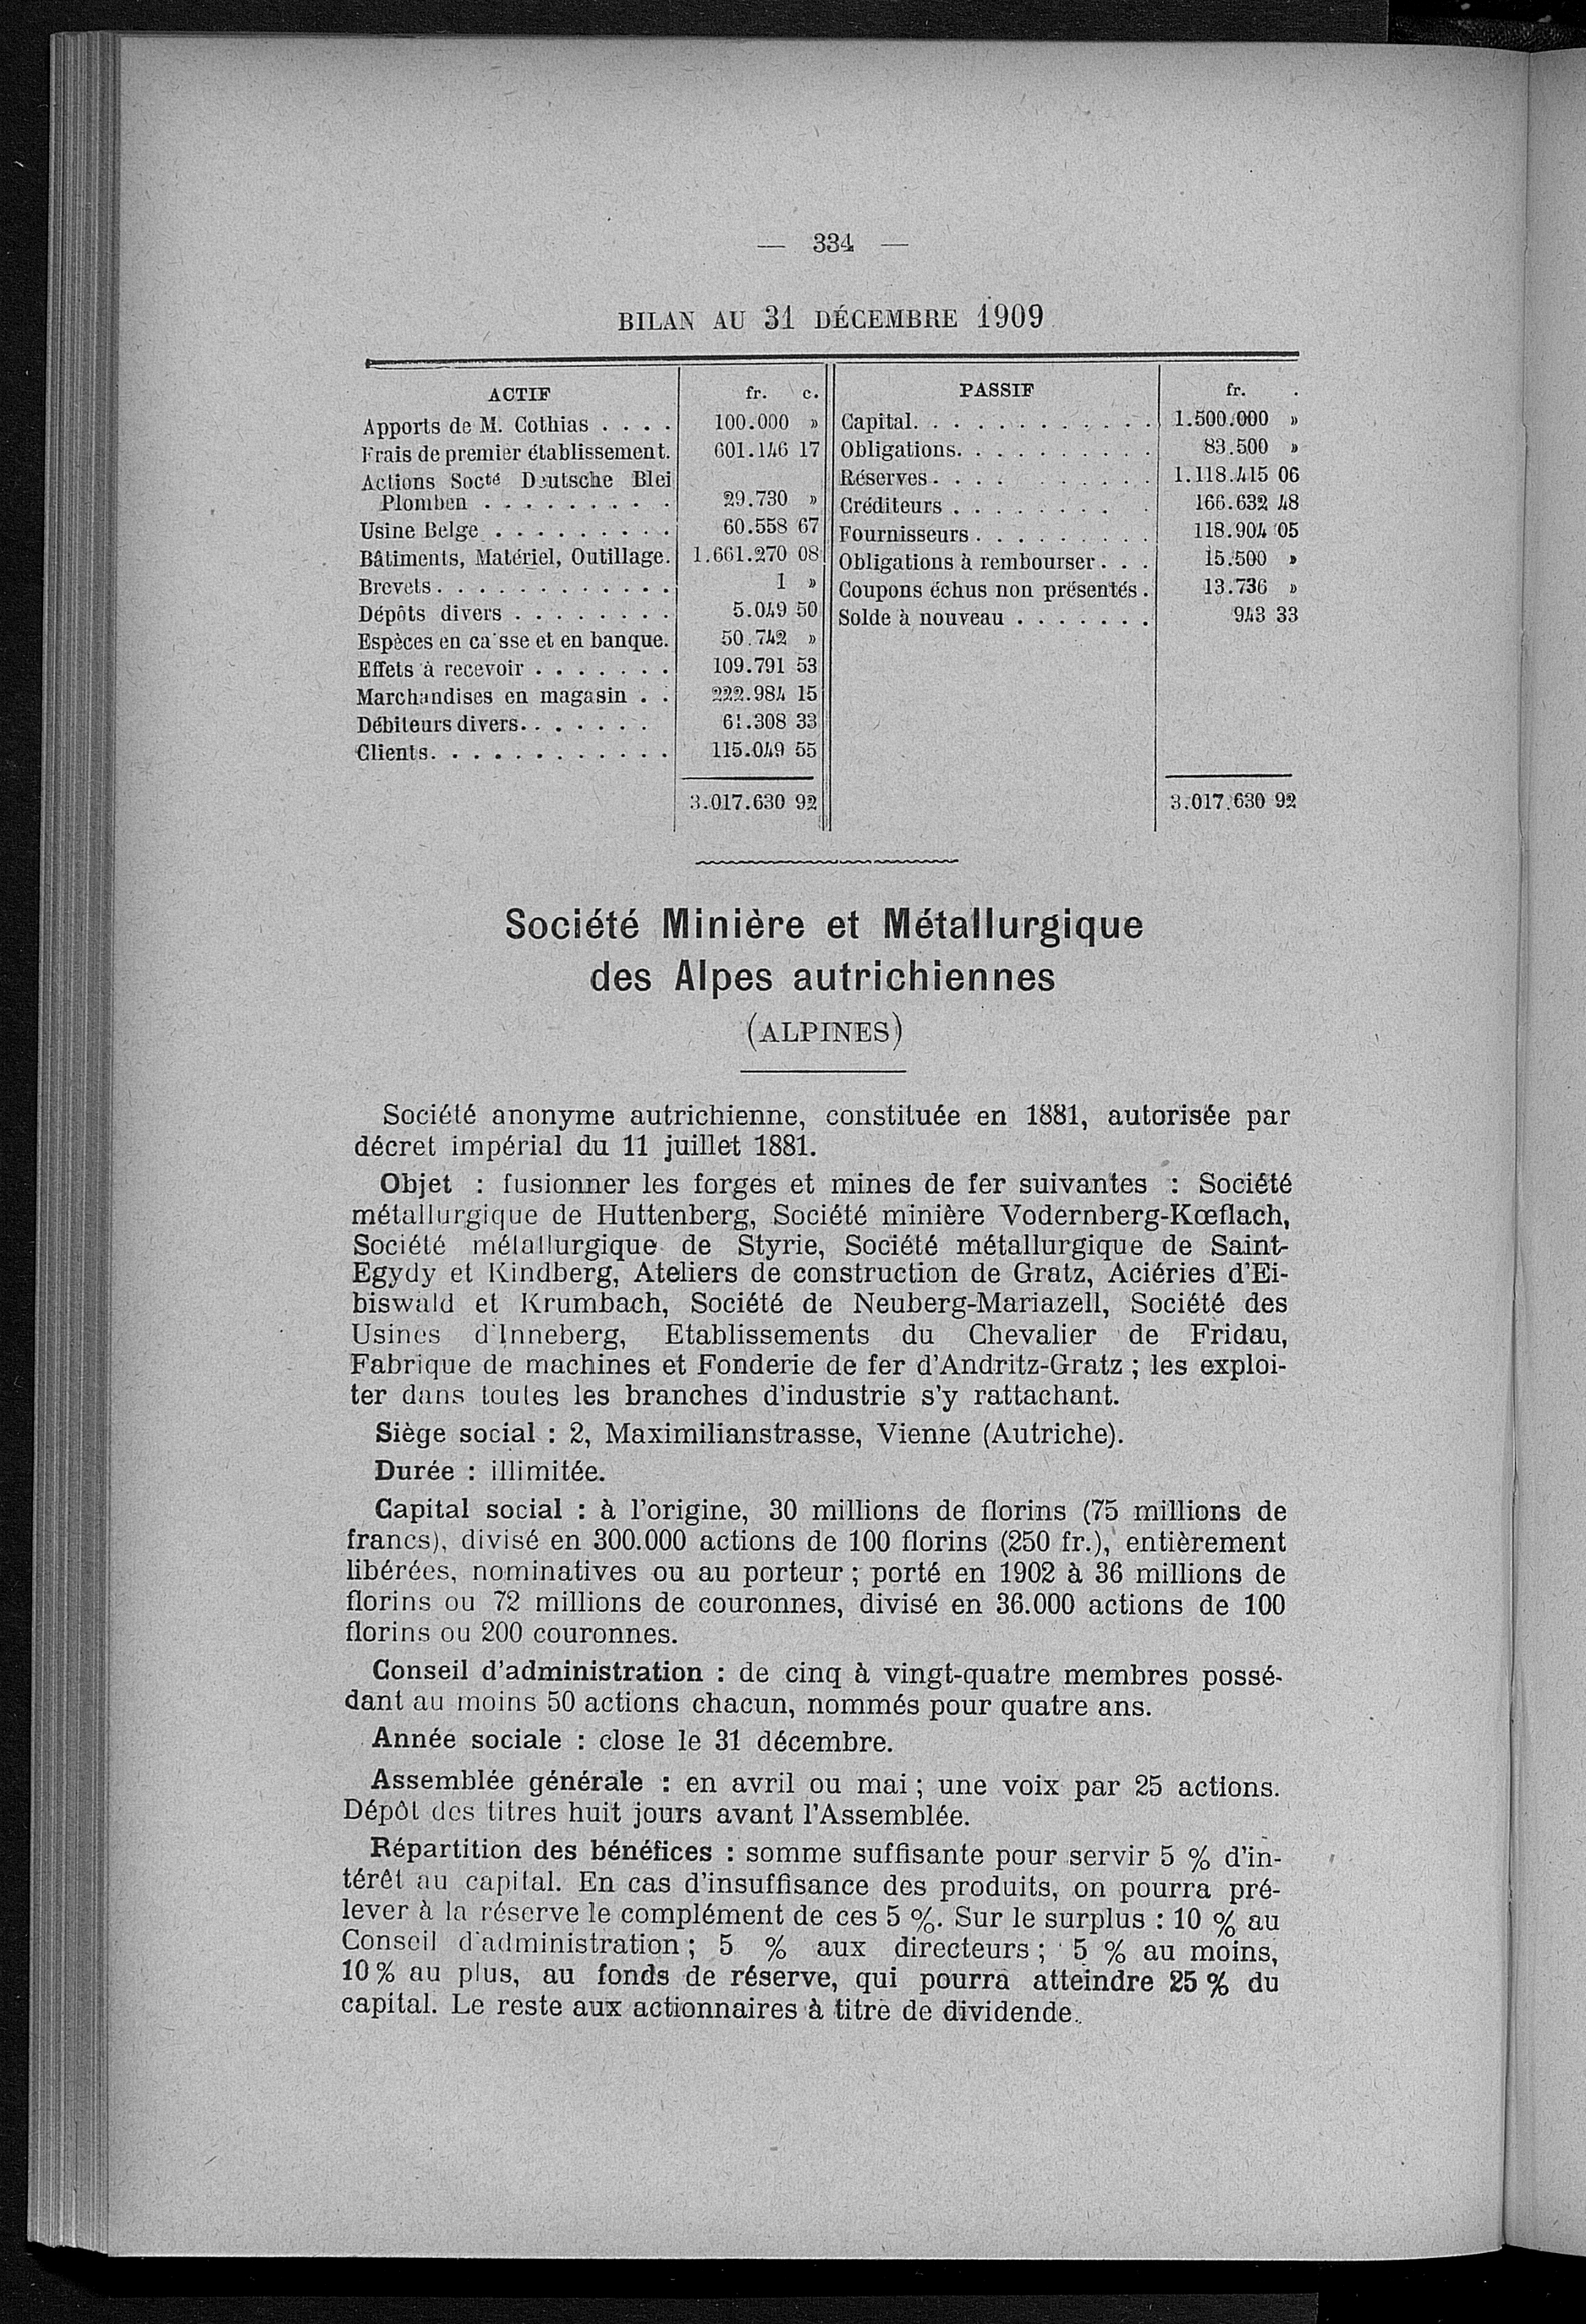 — 334 —
BILAN AU 31 DÉCEMBRE 1909
ACTIF fr. c. PASSIF fr. .
Apports de M. Cothias . . . . 100.000 » Capital. . . . . . . . . . . . 1.500.000 »
Frais de premier établissement. 601.146 17 Obligations. . . . . . . . . . 83.500 »
Actions Socté Deutsche Blei Réserves . . . . . . . . . . 1.118.415 06
Plomben . . . . . . . . . . 29.730 » Créditeurs . . . . . . . . . 166.632 48
Usine Belge . . . . . . . . . 60.558 67 Fournisseurs . . . . . . . . . 118.904 05
Bâtiments, Matériel, Outillage. 1.661.270 08 Obligations à rembourser . . . 15.500 »
Brevets. . . . . . . . . . . . 1 » Coupons échus non présentés . 13.736 »
Dépôts divers . . . . . . . . 5.049 50 Solde à nouveau . . . . . . . 943 33
Espèces en ca sse et en banque. 50.742 »
Effets à recevoir . . . . . . . 109.791 53
Marchandises en magasin . . 222.984 15
Débiteurs divers. . . . . . . 61.308 33
Clients. . . . . . . . . . . . 115.049 55
3.017.630 92 3.017.630 92
Société Minière et Métallurgique
des Alpes autrichiennes
(ALPINES)
Société anonyme autrichienne, constituée en 1881, autorisée par
décret impérial du 11 juillet 1881.
Objet : fusionner les forges et mines de fer suivantes : Société
métallurgique de Huttenberg, Société minière Vodernberg-Kœflach,
Société métallurgique de Styrie, Société métallurgique de Saint-
Egydy et Kindberg, Ateliers de construction de Gratz, Aciéries d'Ei-
biswald et Krumbach, Société de Neuberg-Mariazell, Société des
Usines d'Inneberg, Etablissements du Chevalier de Fridau,
Fabrique de machines et Fonderie de fer d'Andritz-Gratz ; les exploi-
ter dans toutes les branches d'industrie s'y rattachant.
Siège social : 2, Maximilianstrasse, Vienne (Autriche).
Durée : illimitée.
Capital social : à l'origine, 30 millions de florins (75 millions de
francs), divisé en 300.000 actions de 100 florins (250 fr.), entièrement
libérées, nominatives ou au porteur ; porté en 1902 à 36 millions de
florins ou 72 millions de couronnes, divisé en 36.000 actions de 100
florins ou 200 couronnes.
Conseil d'administration : de cinq à vingt-quatre membres possé-
dant au moins 50 actions chacun, nommés pour quatre ans.
Année sociale : close le 31 décembre.
Assemblée générale : en avril ou mai ; une voix par 25 actions.
Dépôt des titres huit jours avant l'Assemblée.
Répartition des bénéfices : somme suffisante pour servir 5 % d'in-
térêt au capital. En cas d'insuffisance des produits, on pourra pré-
lever à la réserve le complément de ces 5 %. Sur le surplus : 10 % au
Conseil d'administration ; 5 % aux directeurs ; 5 % au moins,
10 % au plus, au fonds de réserve, qui pourra atteindre 25 % du
capital. Le reste aux actionnaires à titre de dividende.